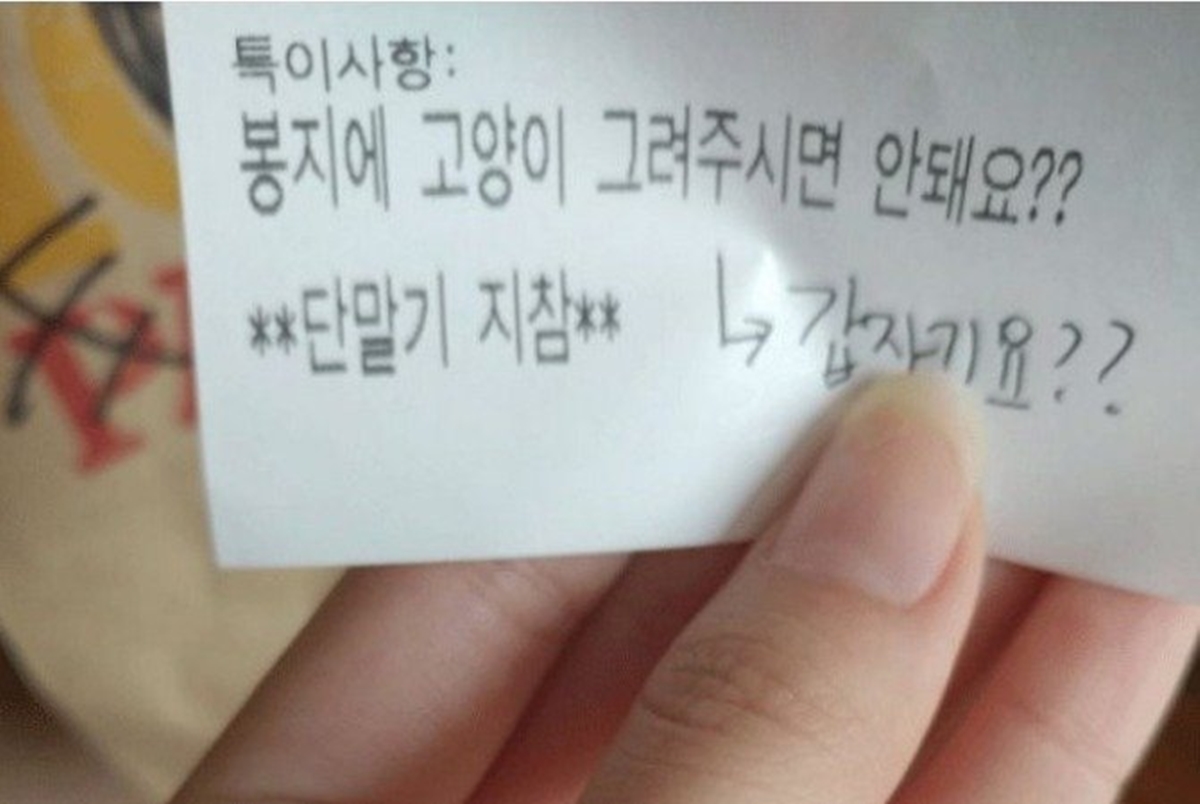 특이사항:
봉지에 고양이 그려주시면 안돼요??
**단말기 지참**
↳갑자기요??